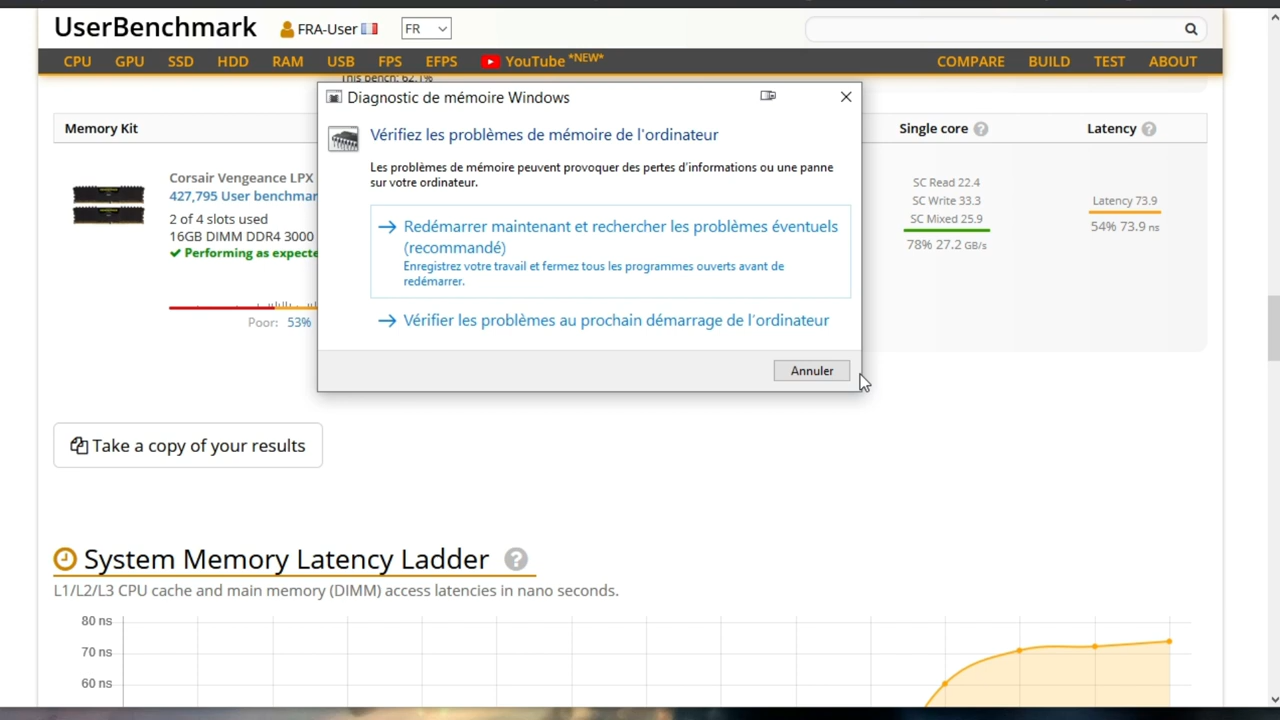 UserBenchmark
FRA-User
FR
CPU GPU SSD HDD RAM USB FPS EFPS YouTube *NEW* COMPARE BUILD TEST ABOUT
This bench: 62.1%
Diagnostic de mémoire Windows
Vérifiez les problèmes de mémoire de l'ordinateur
Les problèmes de mémoire peuvent provoquer des pertes d'informations ou une panne
sur votre ordinateur.
Redémarrer maintenant et rechercher les problèmes éventuels
(recommandé)
Enregistrez votre travail et fermez tous les programmes ouverts avant de
redémarrer.
Vérifier les problèmes au prochain démarrage de l'ordinateur
Annuler
Memory Kit
Single core ?
Latency ?
Corsair Vengeance LPX
427,795 User benchmar
2 of 4 slots used
16GB DIMM DDR4 3000
Performing as expecte
Poor: 53%
SC Read 22.4
SC Write 33.3
SC Mixed 25.9
78% 27.2 GB/s
Latency 73.9
54% 73.9 ns
Take a copy of your results
System Memory Latency Ladder ?
L1/L2/L3 CPU cache and main memory (DIMM) access latencies in nano seconds.
80 ns
70 ns
60 ns